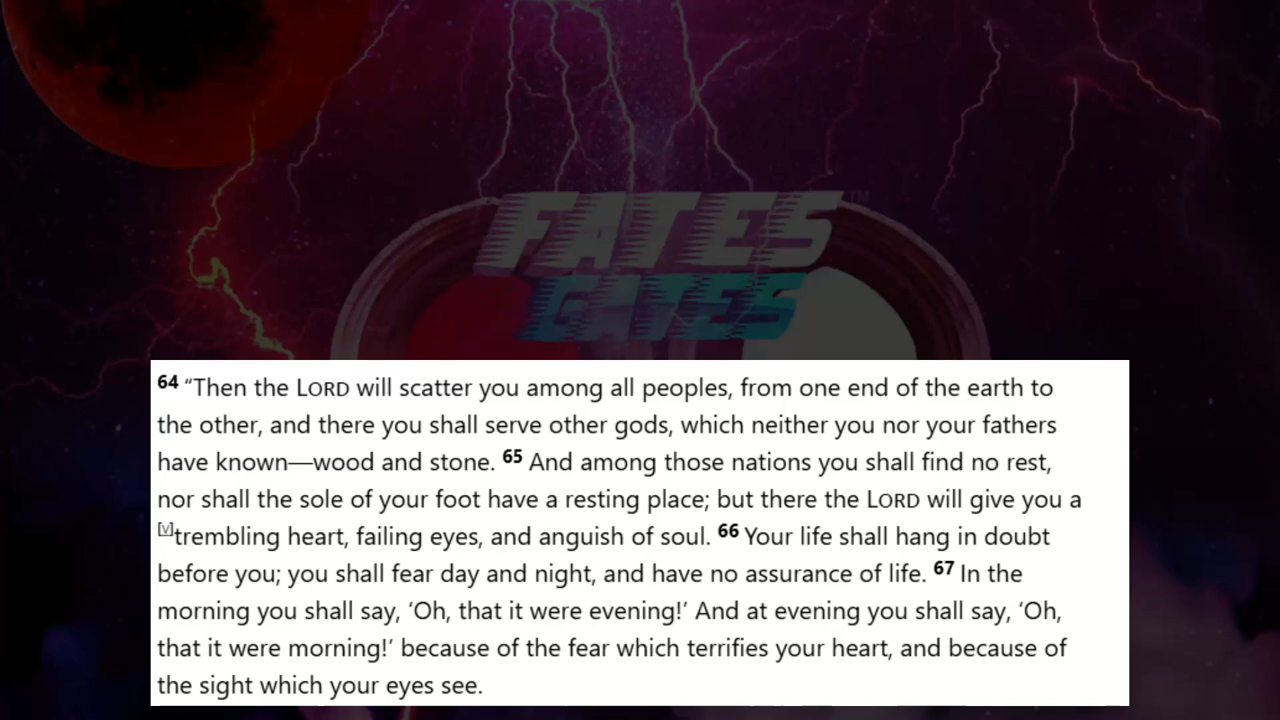 FATES™
GATES
64 “Then the LORD will scatter you among all peoples, from one end of the earth to
the other, and there you shall serve other gods, which neither you nor your fathers
have known—wood and stone. 65 And among those nations you shall find no rest,
nor shall the sole of your foot have a resting place; but there the LORD will give you a
[v]trembling heart, failing eyes, and anguish of soul. 66 Your life shall hang in doubt
before you; you shall fear day and night, and have no assurance of life. 67 In the
morning you shall say, ‘Oh, that it were evening!’ And at evening you shall say, ‘Oh,
that it were morning!’ because of the fear which terrifies your heart, and because of
the sight which your eyes see.